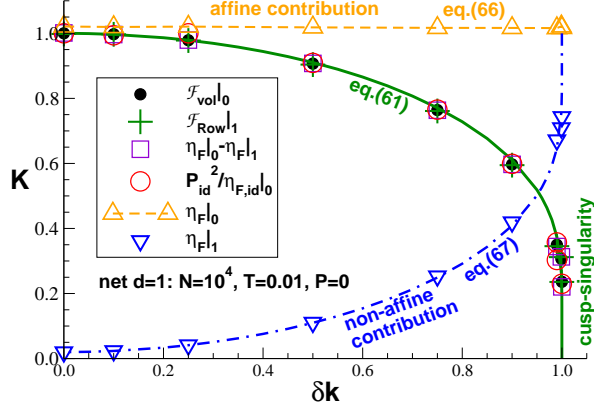 affine contribution
eq.(66)
1.0
0.8
0.6
0.4
0.2
0.0
K
𝓕vol|0
𝓕Row|1
ηF|0-ηF|1
Pid2/ηF,id|0
ηF|0
ηF|1
eq.(61)
net d=1: N=10^4, T=0.01, P=0
non-affine
contribution
eq.(67)
cusp-singularity
0.0 0.2 0.4 0.6 0.8 1.0
δk